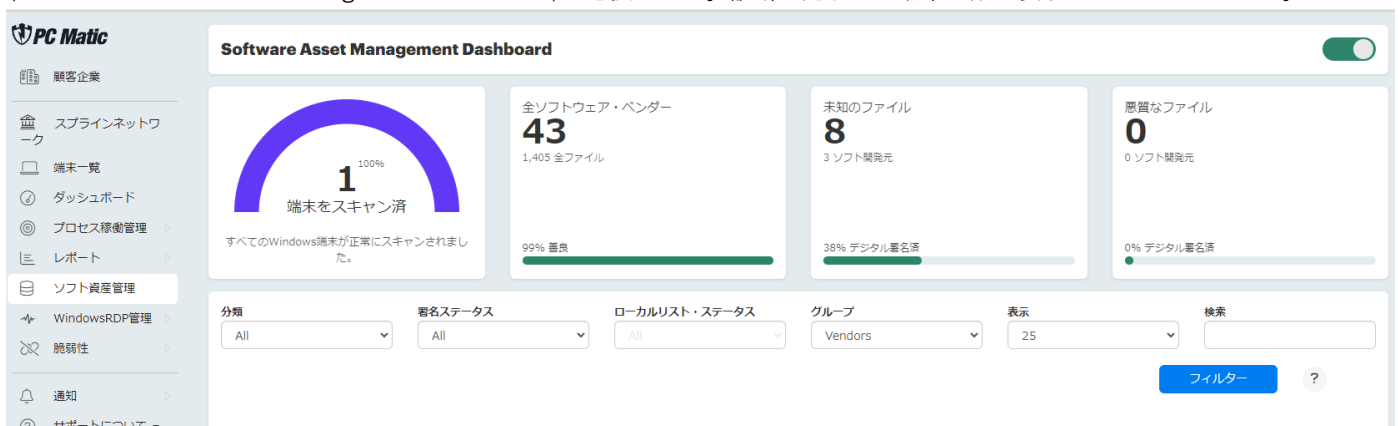 PC Matic
顧客企業
スプラインネットワ
ーク
端末一覧
ダッシュボード
プロセス稼働管理
レポート
ソフト資産管理
WindowsRDP管理
脆弱性
通知
Software Asset Management Dashboard
1
100%
端末をスキャン済
すべてのWindows端末が正常にスキャンされまし
た。
全ソフトウェア・ベンダー
43
1,405 全ファイル
99% 善良
未知のファイル
8
3 ソフト開発元
38% デジタル署名済
悪質なファイル
0
0 ソフト開発元
0% デジタル署名済
分類
All
署名ステータス
All
ローカルリスト・ステータス
All
グループ
Vendors
表示
25
検索
フィルター
?